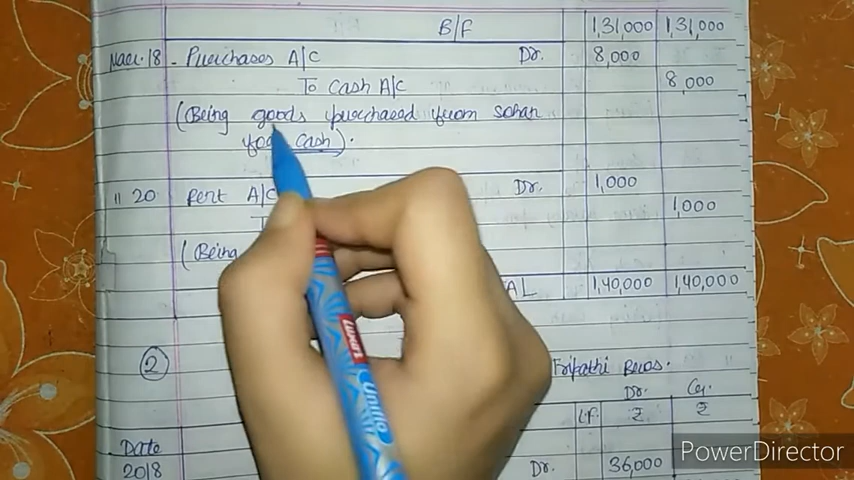 B/F 1,31,000 1,31,000
Mar. 18 - Purchases A/C Dr. 8,000
To Cash A/C 8,000
(Being goods purchased from Sohan
for Cash).
" 20 Rent A/C Dr. 1,000
1,000
(Being
AL 1,40,000 1,40,000
2 Tripathi Bros.
Dr. Cr.
L.F. ₹ ₹
Date
2018 Dr. 36,000
LUXOR
Uniflo
PowerDirector